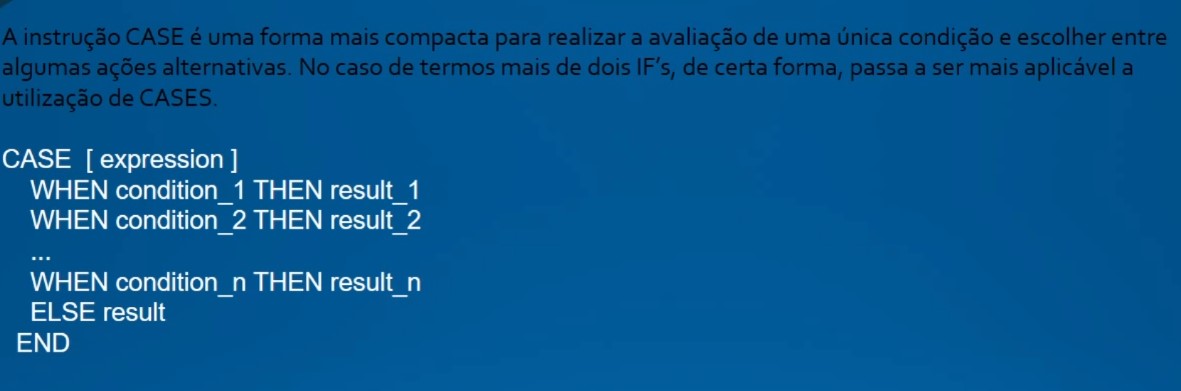 A instrução CASE é uma forma mais compacta para realizar a avaliação de uma única condição e escolher entre
algumas ações alternativas. No caso de termos mais de dois IF's, de certa forma, passa a ser mais aplicável a
utilização de CASES.
CASE [ expression ]
WHEN condition_1 THEN result_1
WHEN condition_2 THEN result_2
...
WHEN condition_n THEN result_n
ELSE result
END